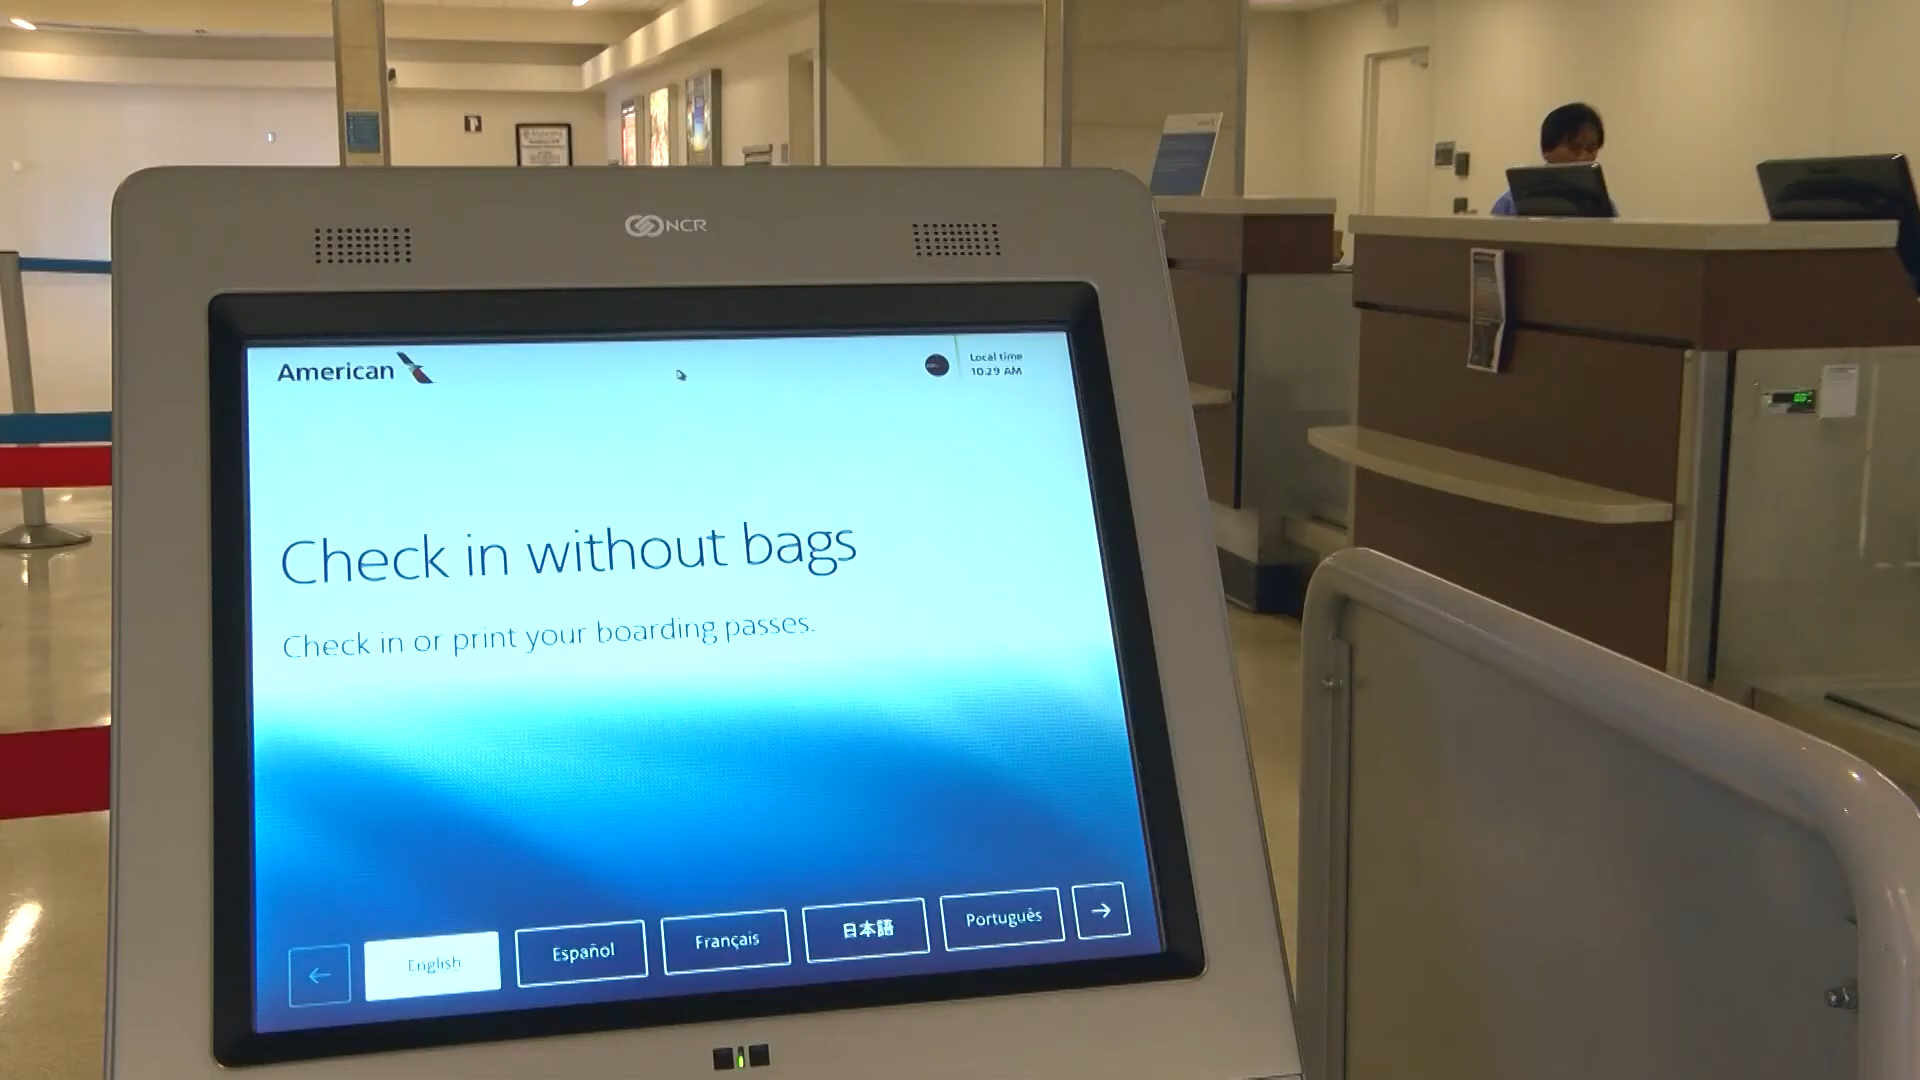 NCR
American
Local time
10:29 AM
Check in without bags
Check in or print your boarding passes.
English
Español
Français
日本語
Português